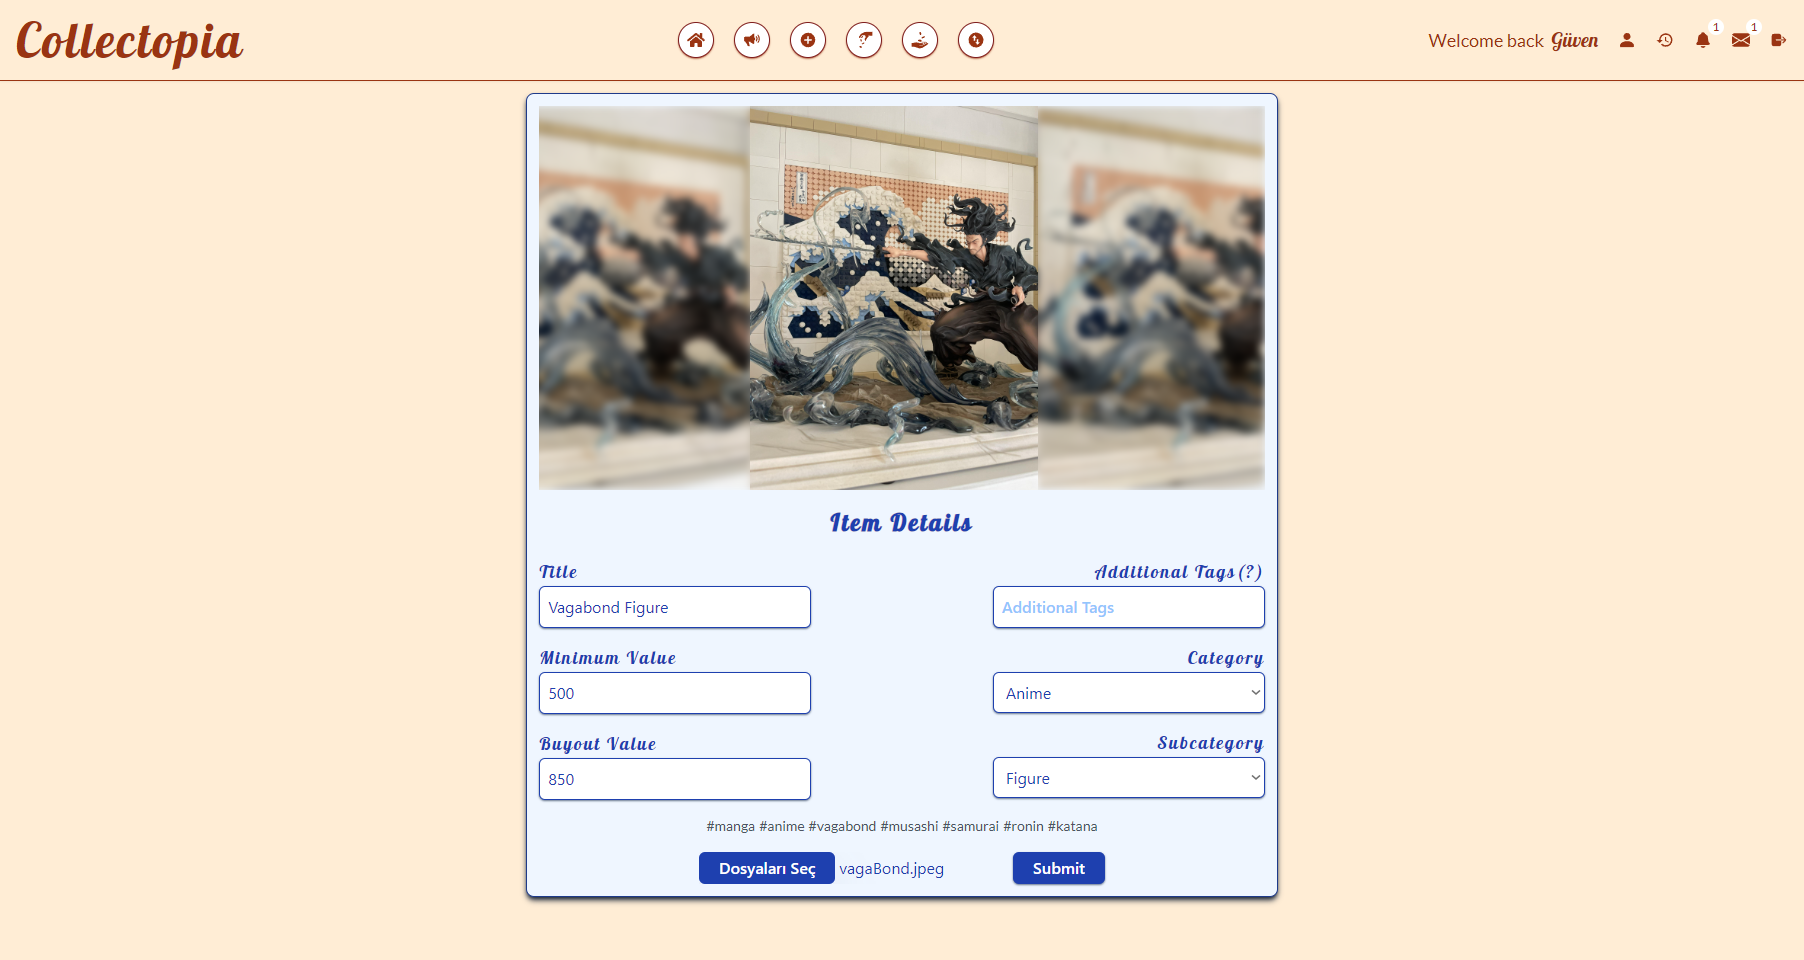 Collectopia
Welcome back Güven
1
1
Item Details
Title
Additional Tags(?)
Vagabond Figure
Additional Tags
Minimum Value
Category
500
Anime
Buyout Value
Subcategory
850
Figure
#manga #anime #vagabond #musashi #samurai #ronin #katana
Dosyaları Seç vagaBond.jpeg
Submit